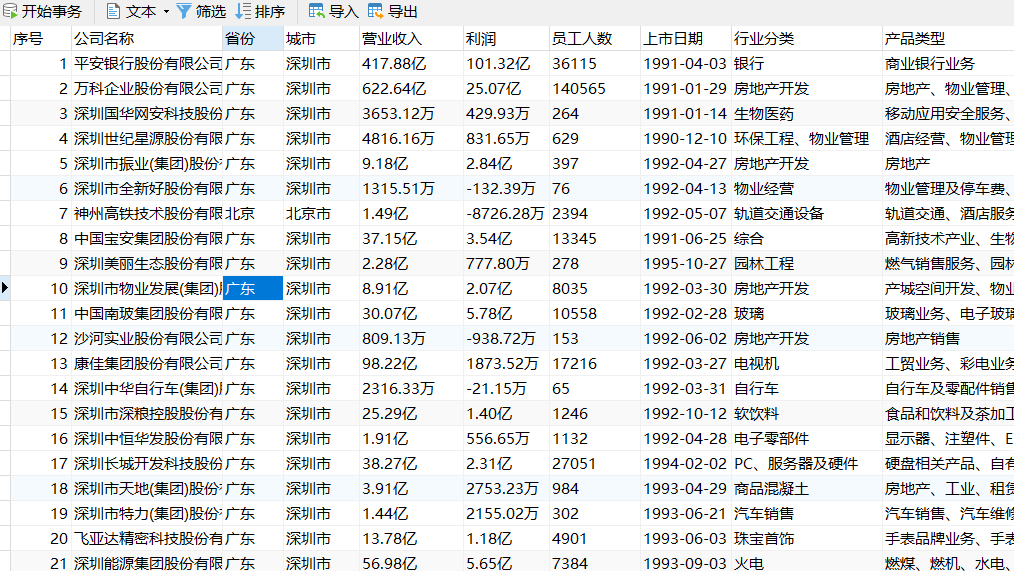 开始事务 文本 筛选 排序 导入 导出
序号 公司名称 省份 城市 营业收入 利润 员工人数 上市日期 行业分类 产品类型
1 平安银行股份有限公司 广东 深圳市 417.88亿 101.32亿 36115 1991-04-03 银行 商业银行业务
2 万科企业股份有限公司 广东 深圳市 622.64亿 25.07亿 140565 1991-01-29 房地产开发 房地产、物业管理、
3 深圳国华网安科技股份 广东 深圳市 3653.12万 429.93万 264 1991-01-14 生物医药 移动应用安全服务、
4 深圳世纪星源股份有限 广东 深圳市 4816.16万 831.65万 629 1990-12-10 环保工程、物业管理 酒店经营、物业管理
5 深圳市振业(集团)股份 广东 深圳市 9.18亿 2.84亿 397 1992-04-27 房地产开发 房地产
6 深圳市全新好股份有限 广东 深圳市 1315.51万 -132.39万 76 1992-04-13 物业经营 物业管理及停车费、
7 神州高铁技术股份有限 北京 北京市 1.49亿 -8726.28万 2394 1992-05-07 轨道交通设备 轨道交通、酒店服务
8 中国宝安集团股份有限 广东 深圳市 37.15亿 3.54亿 13345 1991-06-25 综合 高新技术产业、生物
9 深圳美丽生态股份有限 广东 深圳市 2.28亿 777.80万 278 1995-10-27 园林工程 燃气销售服务、园林
10 深圳市物业发展(集团) 广东 深圳市 8.91亿 2.07亿 8035 1992-03-30 房地产开发 产城空间开发、物业
11 中国南玻集团股份有限 广东 深圳市 30.07亿 5.78亿 10558 1992-02-28 玻璃 玻璃业务、电子玻璃
12 沙河实业股份有限公司 广东 深圳市 809.13万 -938.72万 153 1992-06-02 房地产开发 房地产销售
13 康佳集团股份有限公司 广东 深圳市 98.22亿 1873.52万 17216 1992-03-27 电视机 工贸业务、彩电业务
14 深圳中华自行车(集团) 广东 深圳市 2316.33万 -21.15万 65 1992-03-31 自行车 自行车及零配件销售
15 深圳市深粮控股股份有 广东 深圳市 25.29亿 1.40亿 1246 1992-10-12 软饮料 食品和饮料及茶加工
16 深圳中恒华发股份有限 广东 深圳市 1.91亿 556.65万 1132 1992-04-28 电子零部件 显示器、注塑件、E
17 深圳长城开发科技股份 广东 深圳市 38.27亿 2.31亿 27051 1994-02-02 PC、服务器及硬件 硬盘相关产品、自有
18 深圳市天地(集团)股份 广东 深圳市 3.91亿 2753.23万 984 1993-04-29 商品混凝土 房地产、工业、租赁
19 深圳市特力(集团)股份 广东 深圳市 1.44亿 2155.02万 302 1993-06-21 汽车销售 汽车销售、汽车维修
20 飞亚达精密科技股份有 广东 深圳市 13.78亿 1.18亿 4901 1993-06-03 珠宝首饰 手表品牌业务、手表
21 深圳能源集团股份有限 广东 深圳市 56.98亿 5.65亿 7384 1993-09-03 火电 燃煤、燃机、水电、